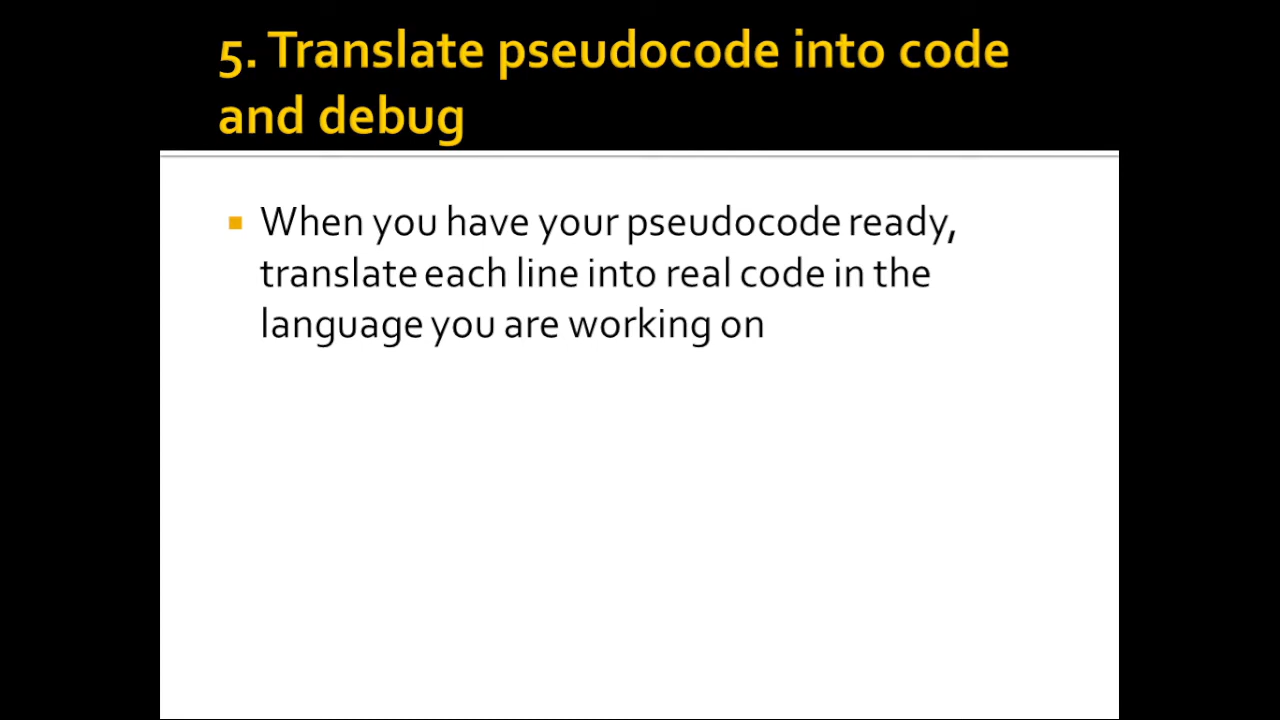 5. Translate pseudocode into code
and debug
When you have your pseudocode ready,
translate each line into real code in the
language you are working on